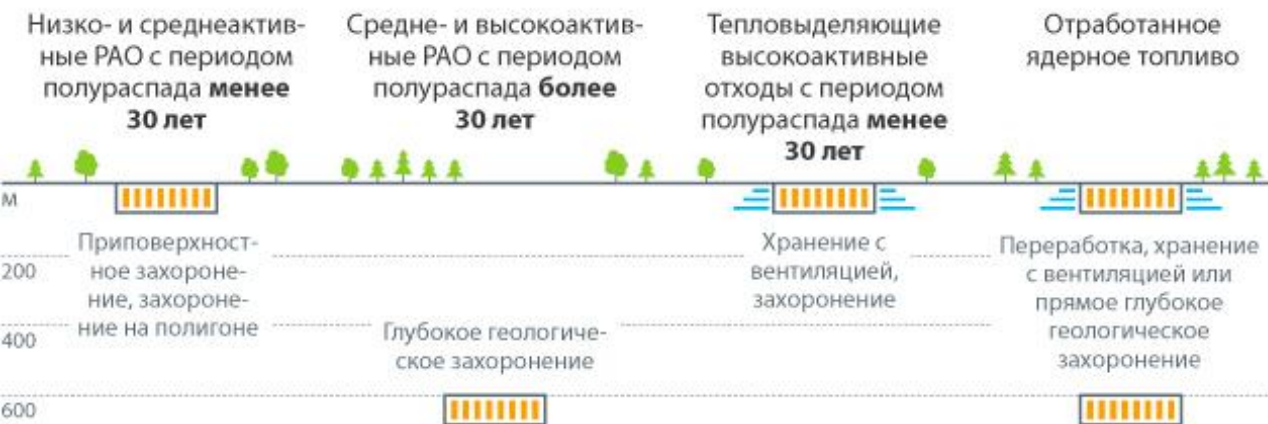 Низко- и среднеактив-
ные РАО с периодом
полураспада менее
30 лет
Средне- и высокоактив-
ные РАО с периодом
полураспада более
30 лет
Тепловыделяющие
высокоактивные
отходы с периодом
полураспада менее
30 лет
Отработанное
ядерное топливо
м
200
400
600
Приповерхност-
ное захороне-
ние, захороне-
ние на полигоне
Глубокое геологиче-
ское захоронение
Хранение с
вентиляцией,
захоронение
Переработка, хранение
с вентиляцией или
прямое глубокое
геологическое
захоронение